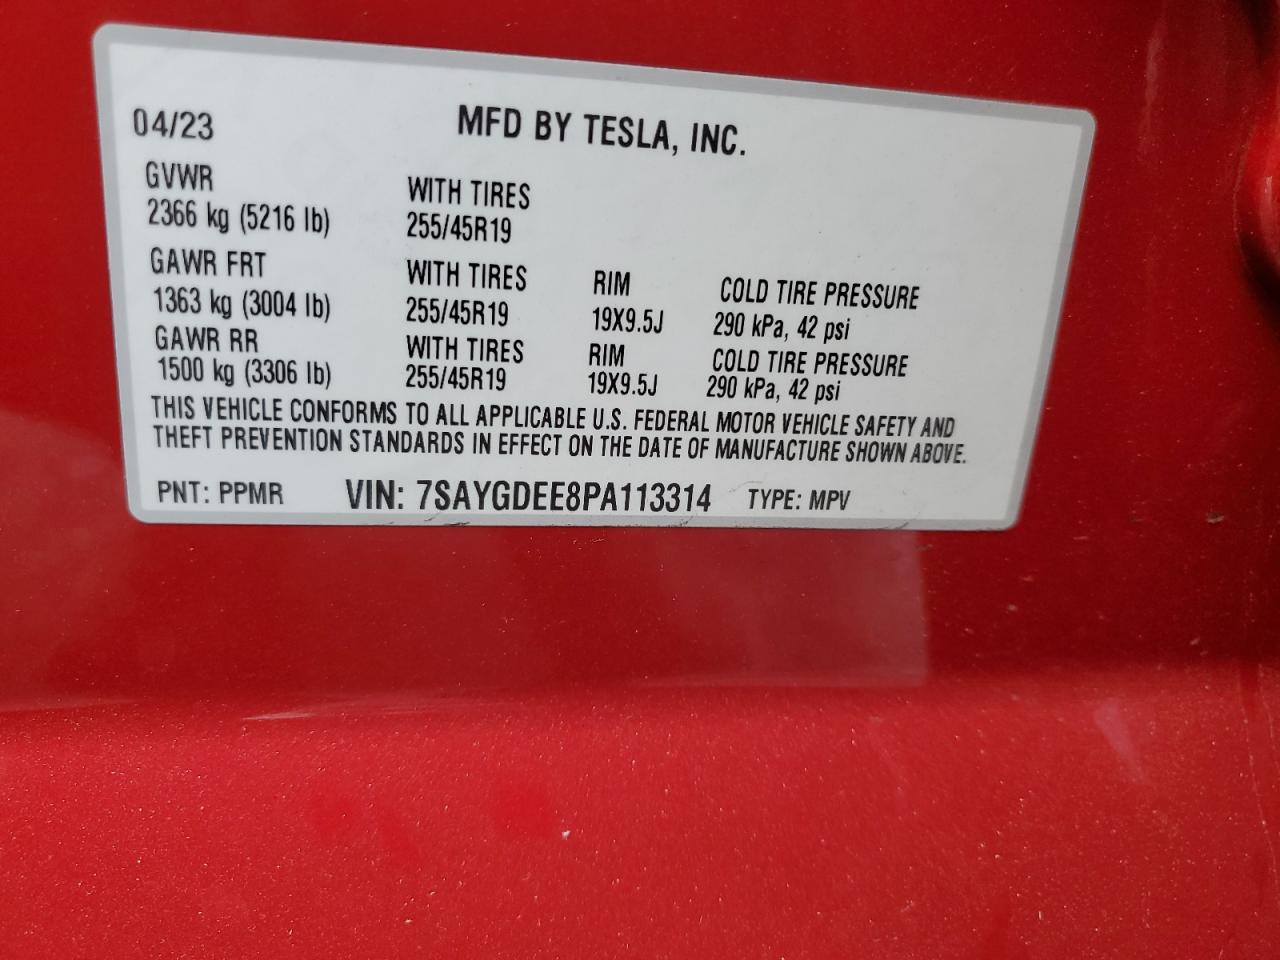 04/23 MFD BY TESLA, INC.
GVWR WITH TIRES
2366 kg (5216 lb) 255/45R19
GAWR FRT WITH TIRES RIM COLD TIRE PRESSURE
1363 kg (3004 lb) 255/45R19 19X9.5J 290 kPa, 42 psi
GAWR RR WITH TIRES RIM COLD TIRE PRESSURE
1500 kg (3306 lb) 255/45R19 19X9.5J 290 kPa, 42 psi
THIS VEHICLE CONFORMS TO ALL APPLICABLE U.S. FEDERAL MOTOR VEHICLE SAFETY AND
THEFT PREVENTION STANDARDS IN EFFECT ON THE DATE OF MANUFACTURE SHOWN ABOVE.
PNT: PPMR VIN: 7SAYGDEE8PA113314 TYPE: MPV